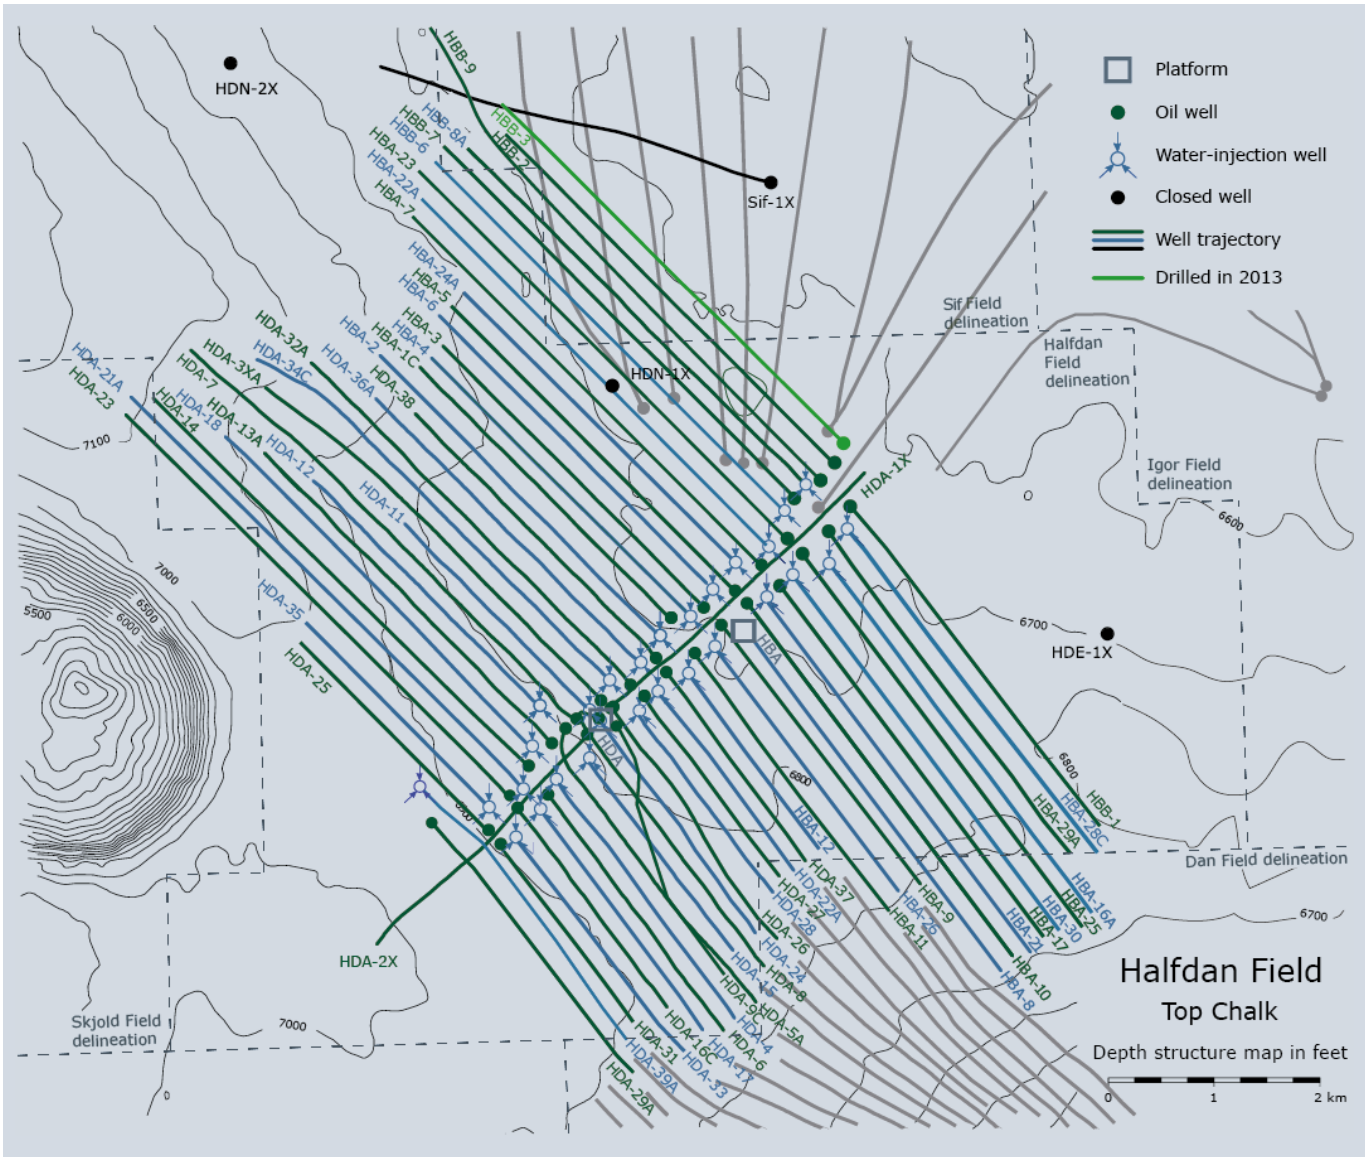 HBB-9
HDN-2X
HBB-8A
HBB-3
HBB-7
HBB-6
HBB-2
HBA-23
HBA-22A
HBA-7
Sif-1X
Platform
Oil well
Water-injection well
Closed well
Well trajectory
Drilled in 2013
HBA-24A
HBA-5
HBA-6
HBA-3
HBA-4
HBA-1C
HBA-2
HDA-38
HDA-36A
HDA-32A
HDA-34C
HDA-3XA
HDA-7
HDA-21A
HDA-23
HDA-14
HDA-18
HDA-13A
HDA-12
HDA-11
HDN-1X
Sif Field
delineation
Halfdan
Field
delineation
Igor Field
delineation
HDA-1X
7100
7000
6500
6000
5500
6600
6700
HDE-1X
HDA-35
HDA-25
HBA
HDA
6900
6800
6800
HBB-1
HBA-28C
HBA-29A
Dan Field delineation
HBA-12
HDA-37
HDA-22A
HDA-27
HDA-28
HDA-26
HDA-24
HDA-8
HDA-15
HDA-9C
HDA-5A
HDA-4
HDA-6
HDA-17
HDA-16C
HDA-33
HDA-31
HDA-39A
HDA-29A
HBA-9
HBA-26
HBA-11
HBA-16A
HBA-25
HBA-30
HBA-17
HBA-21
HBA-10
HBA-8
6700
HDA-2X
Skjold Field
delineation
7000
Halfdan Field
Top Chalk
Depth structure map in feet
0 1 2 km